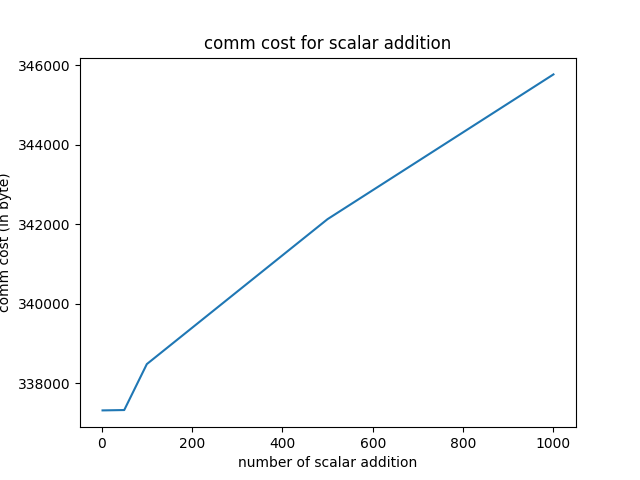 comm cost for scalar addition
346000
344000
342000
340000
338000
comm cost (in byte)
0 200 400 600 800 1000
number of scalar addition